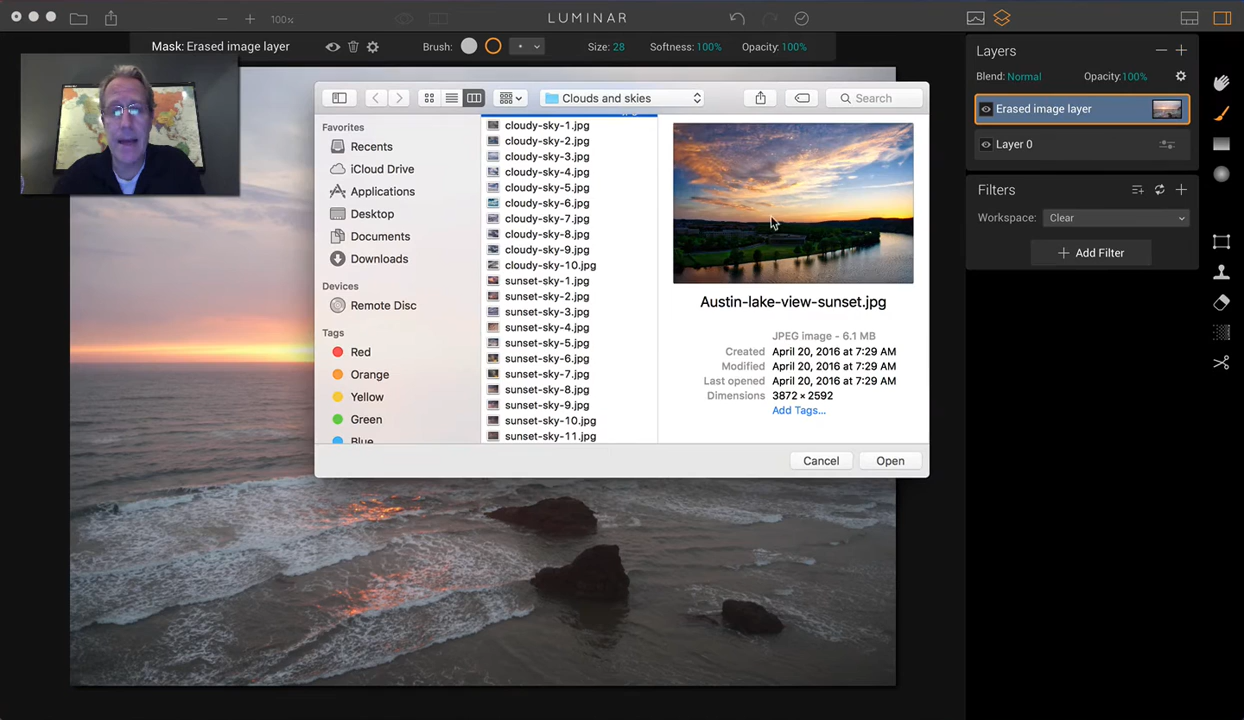 100%
LUMINAR
Mask: Erased image layer
Brush:
Size: 28
Softness: 100%
Opacity: 100%
Clouds and skies
Search
Favorites
Recents
iCloud Drive
Applications
Desktop
Documents
Downloads
Devices
Remote Disc
Tags
Red
Orange
Yellow
Green
Blue
cloudy-sky-1.jpg
cloudy-sky-2.jpg
cloudy-sky-3.jpg
cloudy-sky-4.jpg
cloudy-sky-5.jpg
cloudy-sky-6.jpg
cloudy-sky-7.jpg
cloudy-sky-8.jpg
cloudy-sky-9.jpg
cloudy-sky-10.jpg
sunset-sky-1.jpg
sunset-sky-2.jpg
sunset-sky-3.jpg
sunset-sky-4.jpg
sunset-sky-5.jpg
sunset-sky-6.jpg
sunset-sky-7.jpg
sunset-sky-8.jpg
sunset-sky-9.jpg
sunset-sky-10.jpg
sunset-sky-11.jpg
Austin-lake-view-sunset.jpg
JPEG image - 6.1 MB
Created April 20, 2016 at 7:29 AM
Modified April 20, 2016 at 7:29 AM
Last opened April 20, 2016 at 7:29 AM
Dimensions 3872 × 2592
Add Tags...
Cancel
Open
Layers
Blend: Normal
Opacity: 100%
Erased image layer
Layer 0
Filters
Workspace: Clear
Add Filter